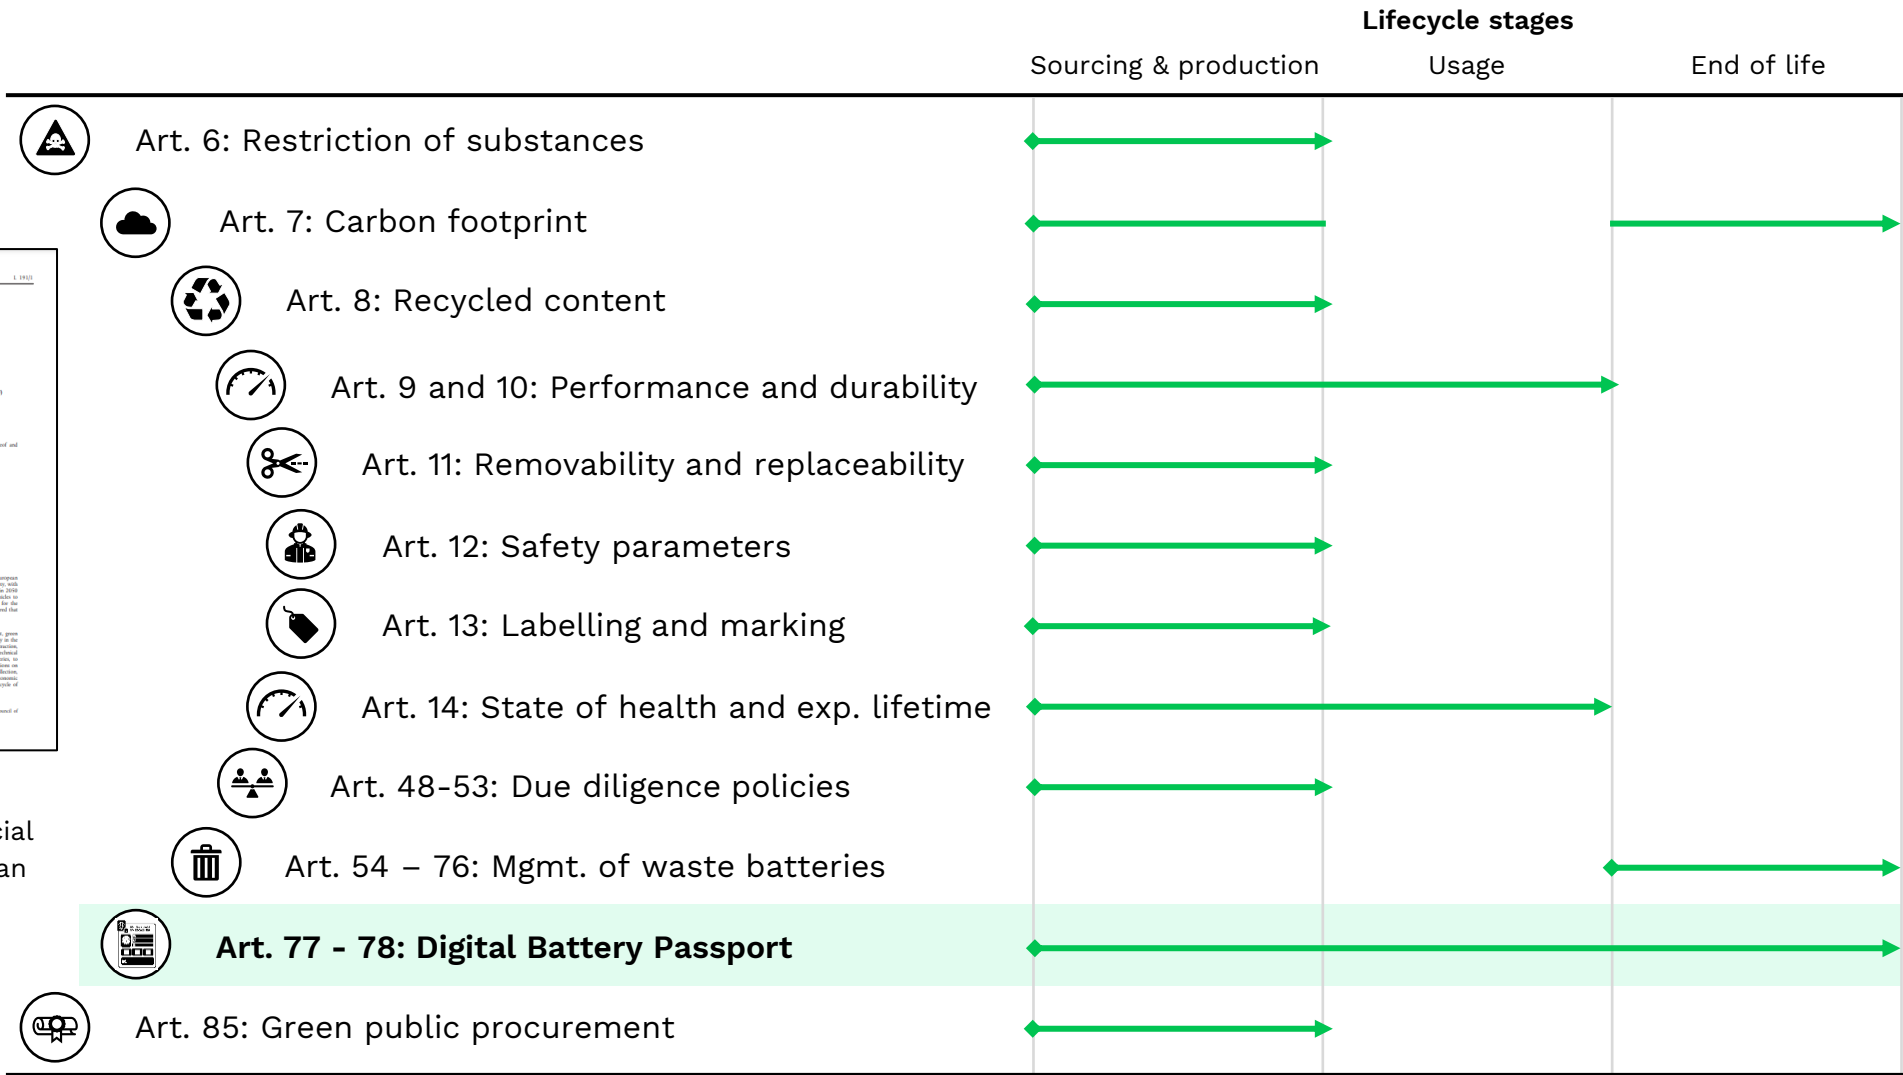 Lifecycle stages
Sourcing & production Usage End of life
Art. 6: Restriction of substances
Art. 7: Carbon footprint
L 191/1
Art. 8: Recycled content
Art. 9 and 10: Performance and durability
Art. 11: Removability and replaceability
Art. 12: Safety parameters
Art. 13: Labelling and marking
Art. 14: State of health and exp. lifetime
Art. 48-53: Due diligence policies
cial
an
Art. 54 – 76: Mgmt. of waste batteries
Art. 77 - 78: Digital Battery Passport
Art. 85: Green public procurement